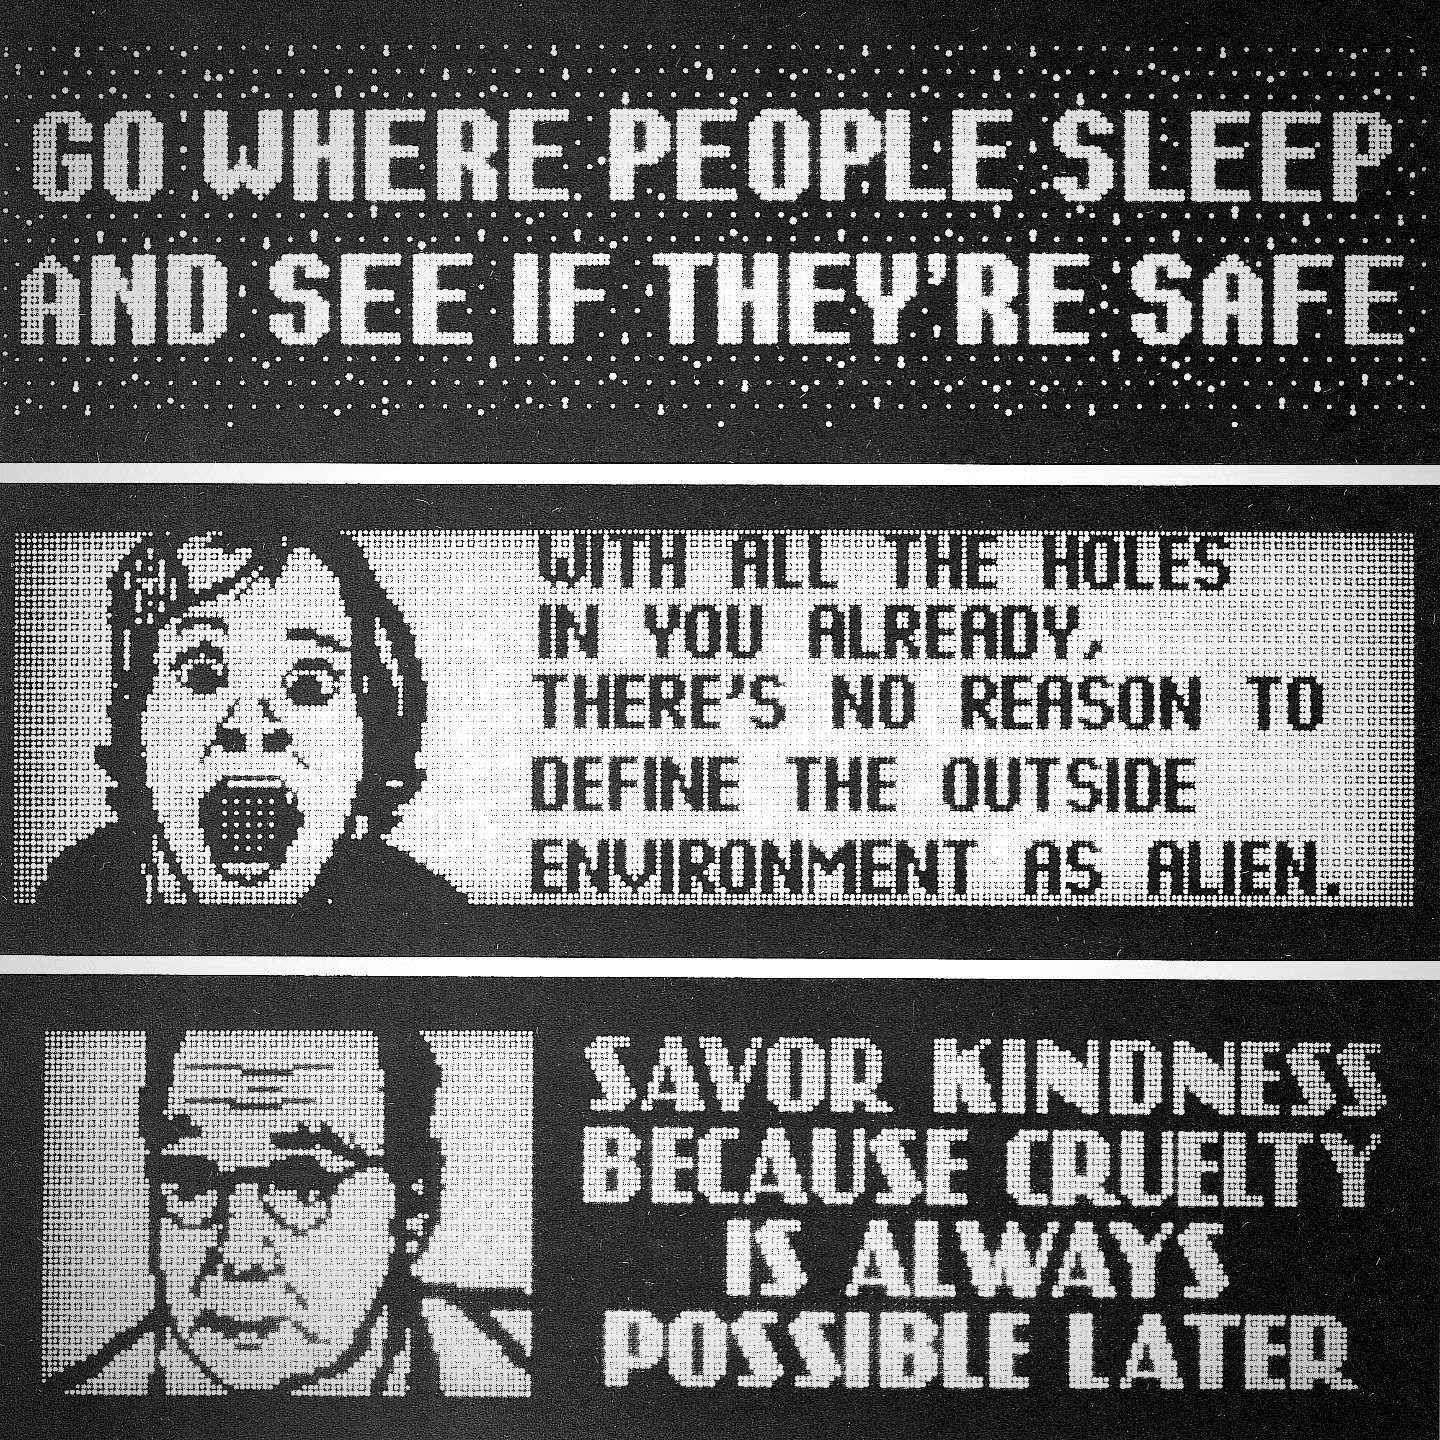 GO WHERE PEOPLE SLEEP
AND SEE IF THEY'RE SAFE
WITH ALL THE HOLES
IN YOU ALREADY,
THERE'S NO REASON TO
DEFINE THE OUTSIDE
ENVIRONMENT AS ALIEN.
SAVOR KINDNESS
BECAUSE CRUELTY
IS ALWAYS
POSSIBLE LATER